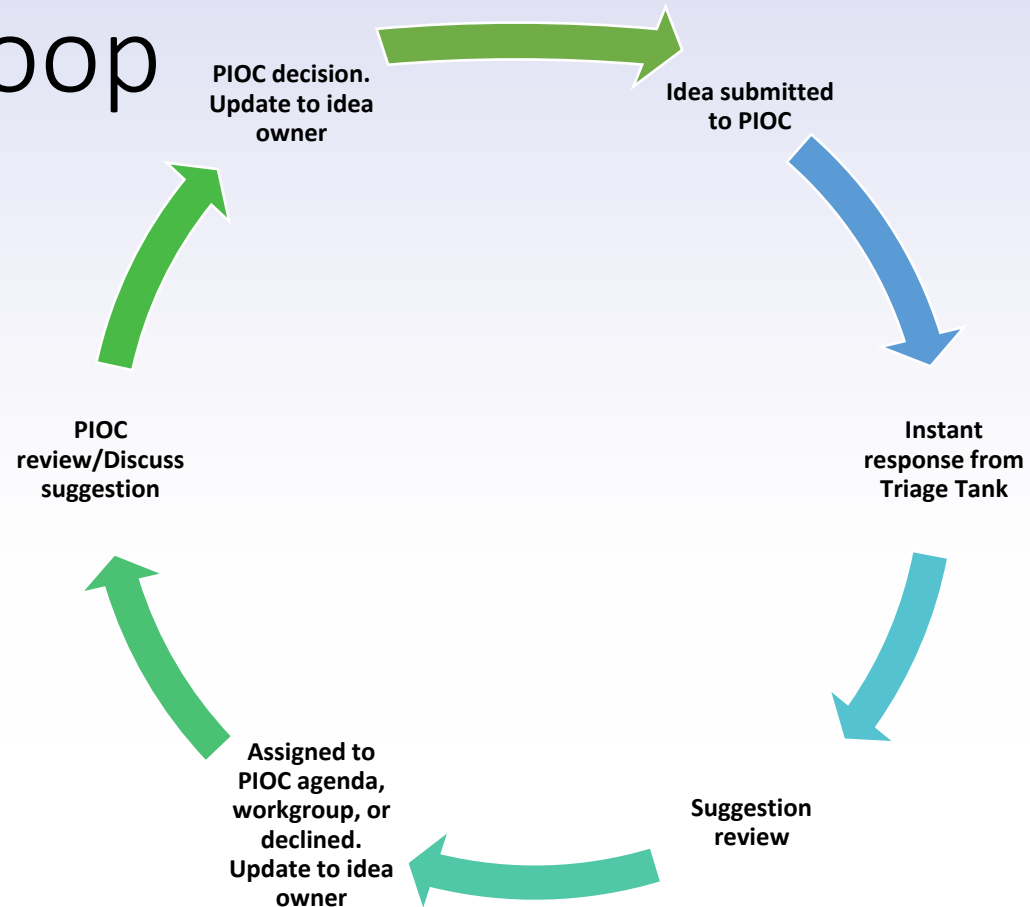 oop
PIOC decision.
Update to idea
owner
Idea submitted
to PIOC
Instant
response from
Triage Tank
Suggestion
review
Assigned to
PIOC agenda,
workgroup, or
declined.
Update to idea
owner
PIOC
review/Discuss
suggestion